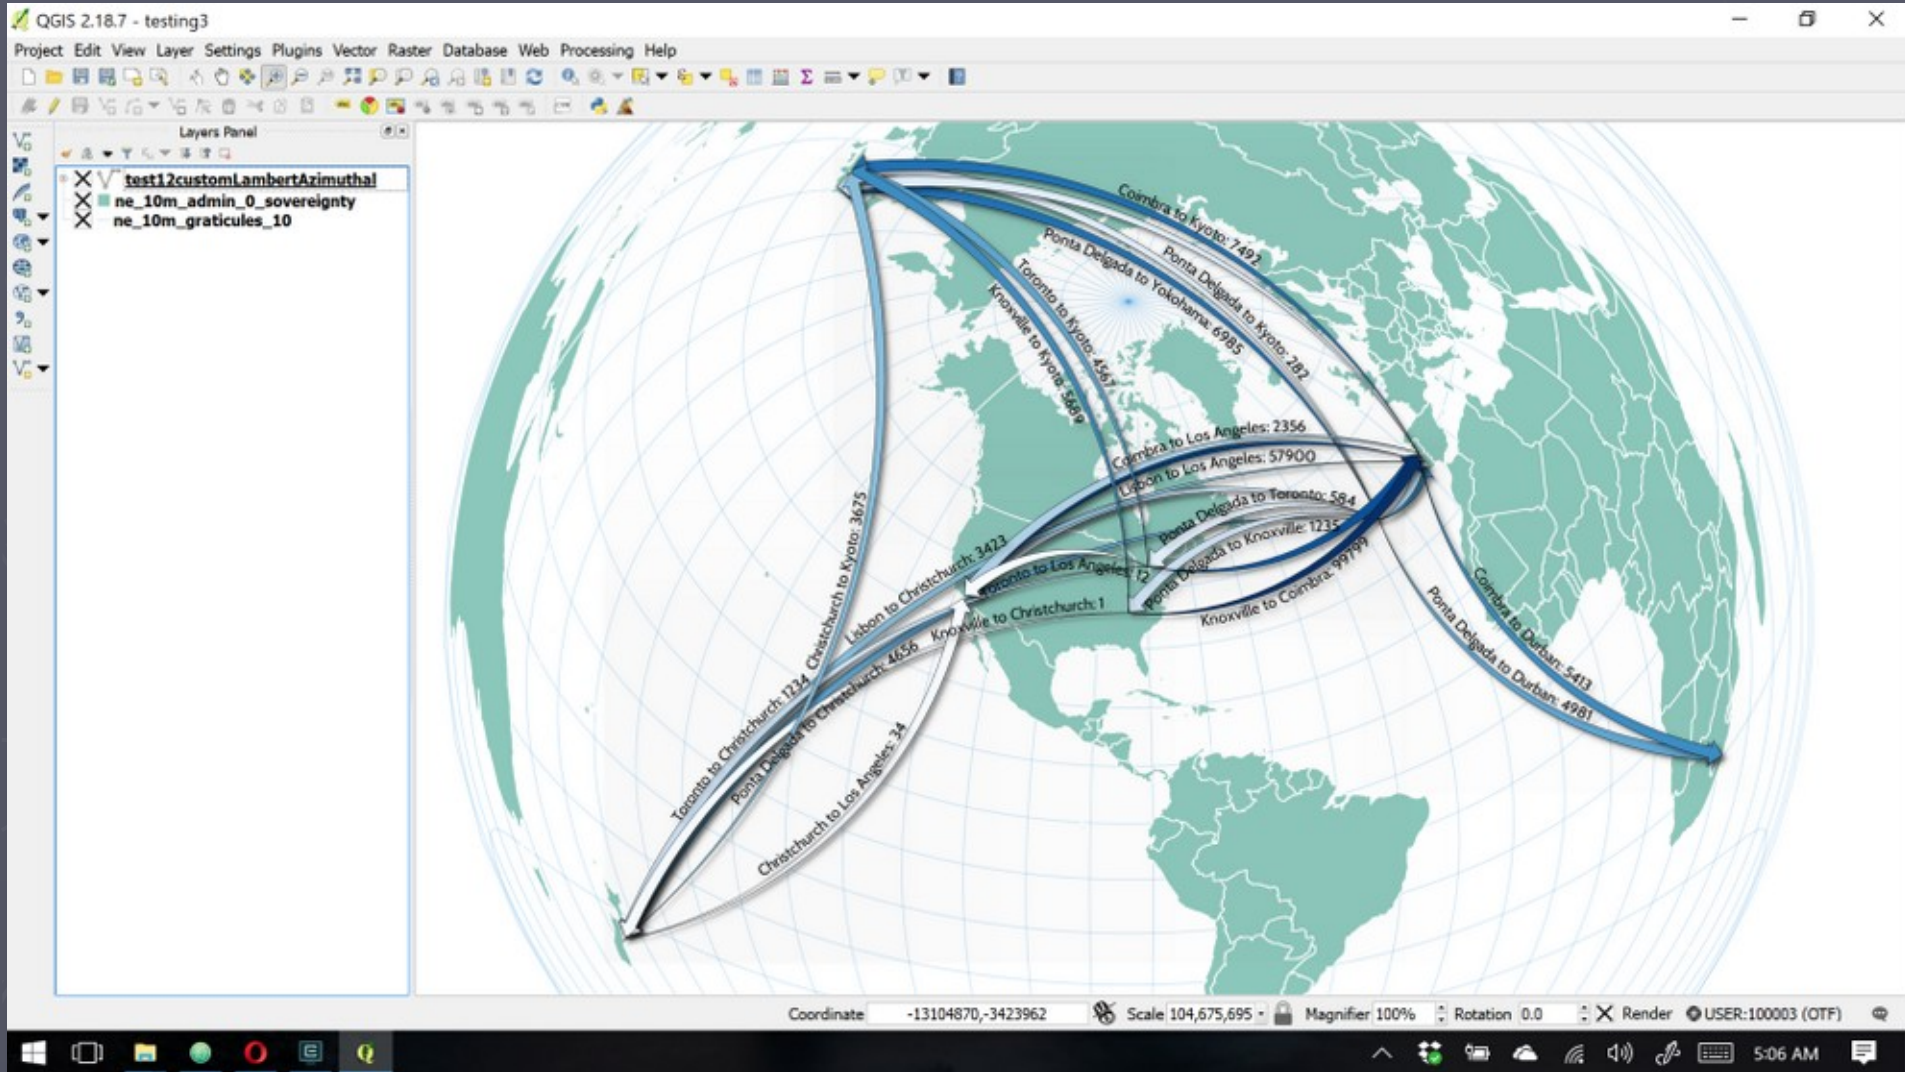 QGIS 2.18.7 - testing3
Project Edit View Layer Settings Plugins Vector Raster Database Web Processing Help
Layers Panel
test12customLambertAzimuthal
ne_10m_admin_0_sovereignty
ne_10m_graticules_10
Coimbra to Kyoto: 7492
Ponta Delgada to Kyoto: 282
Ponta Delgada to Yokohama: 6985
Toronto to Kyoto: 4567
Knoxville to Kyoto: 5689
Coimbra to Los Angeles: 2356
Lisbon to Los Angeles: 57900
Ponta Delgada to Toronto: 584
Ponta Delgada to Knoxville: 1235
Christchurch to Kyoto: 3675
Lisbon to Christchurch: 3423
Toronto to Los Angeles: 12
Knoxville to Christchurch: 1
Knoxville to Coimbra: 99799
Coimbra to Durban: 5413
Ponta Delgada to Durban: 4981
Toronto to Christchurch: 1234
Ponta Delgada to Christchurch: 4656
Christchurch to Los Angeles: 34
Coordinate -13104870,-3423962 Scale 104,675,695 Magnifier 100% Rotation 0.0 Render USER:100003 (OTF)
5:06 AM